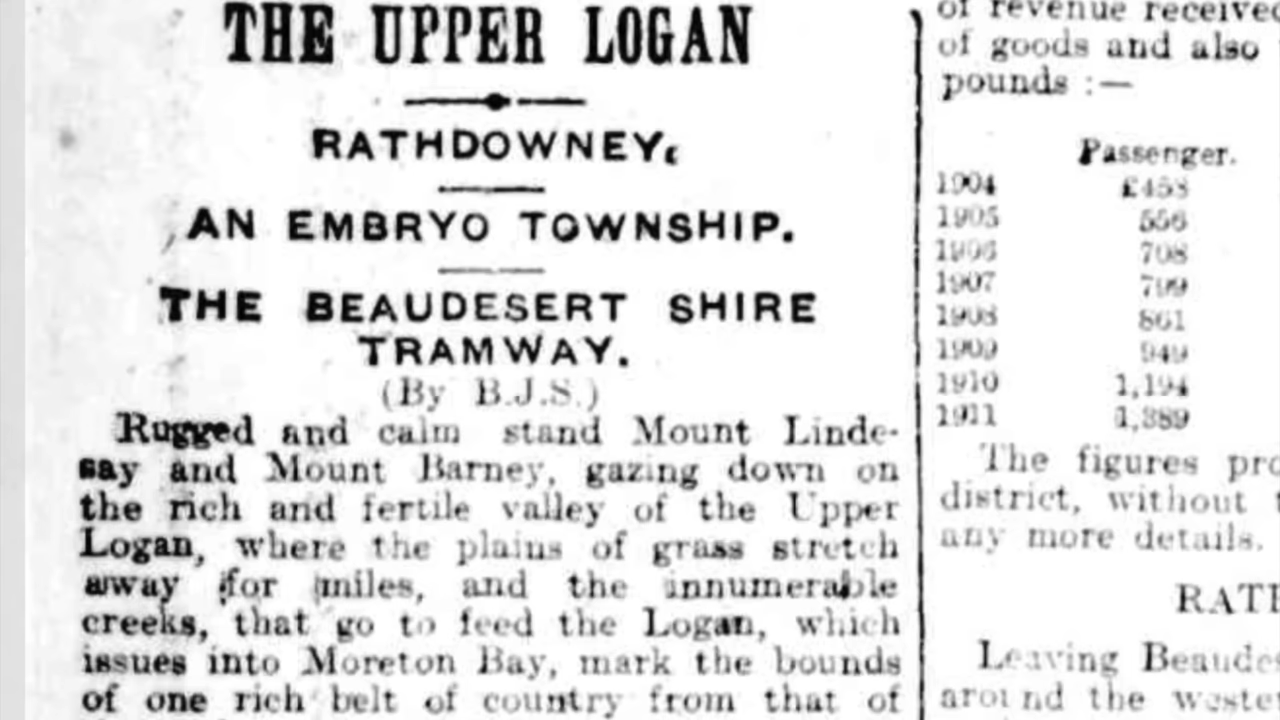 THE UPPER LOGAN
RATHDOWNEY.
AN EMBRYO TOWNSHIP.
THE BEAUDESERT SHIRE
TRAMWAY.
(By B.J.S.)
Rugged and calm stand Mount Linde-
say and Mount Barney, gazing down on
the rich and fertile valley of the Upper
Logan, where the plains of grass stretch
away for miles, and the innumerable
creeks, that go to feed the Logan, which
issues into Moreton Bay, mark the bounds
of one rich belt of country from that of
of revenue received
of goods and also
pounds :—
Passenger.
1904 £458
1905 556
1906 708
1907 799
1908 861
1909 949
1910 1,194
1911 1,389
The figures pro
district, without
any more details.
RATH
Leaving Beaudes
around the weste